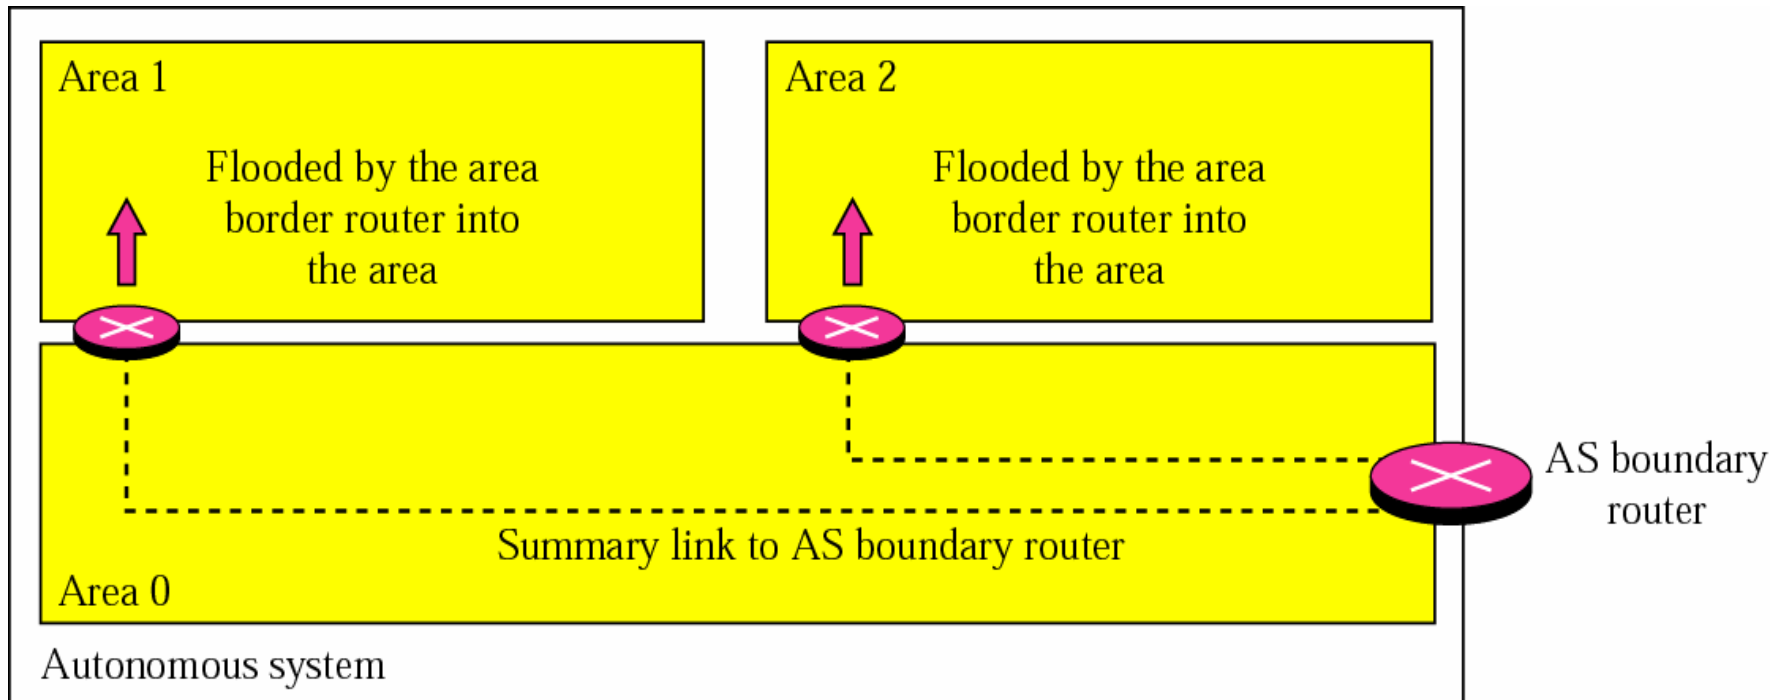 Area 1
Flooded by the area
border router into
the area
Area 2
Flooded by the area
border router into
the area
AS boundary
router
Summary link to AS boundary router
Area 0
Autonomous system